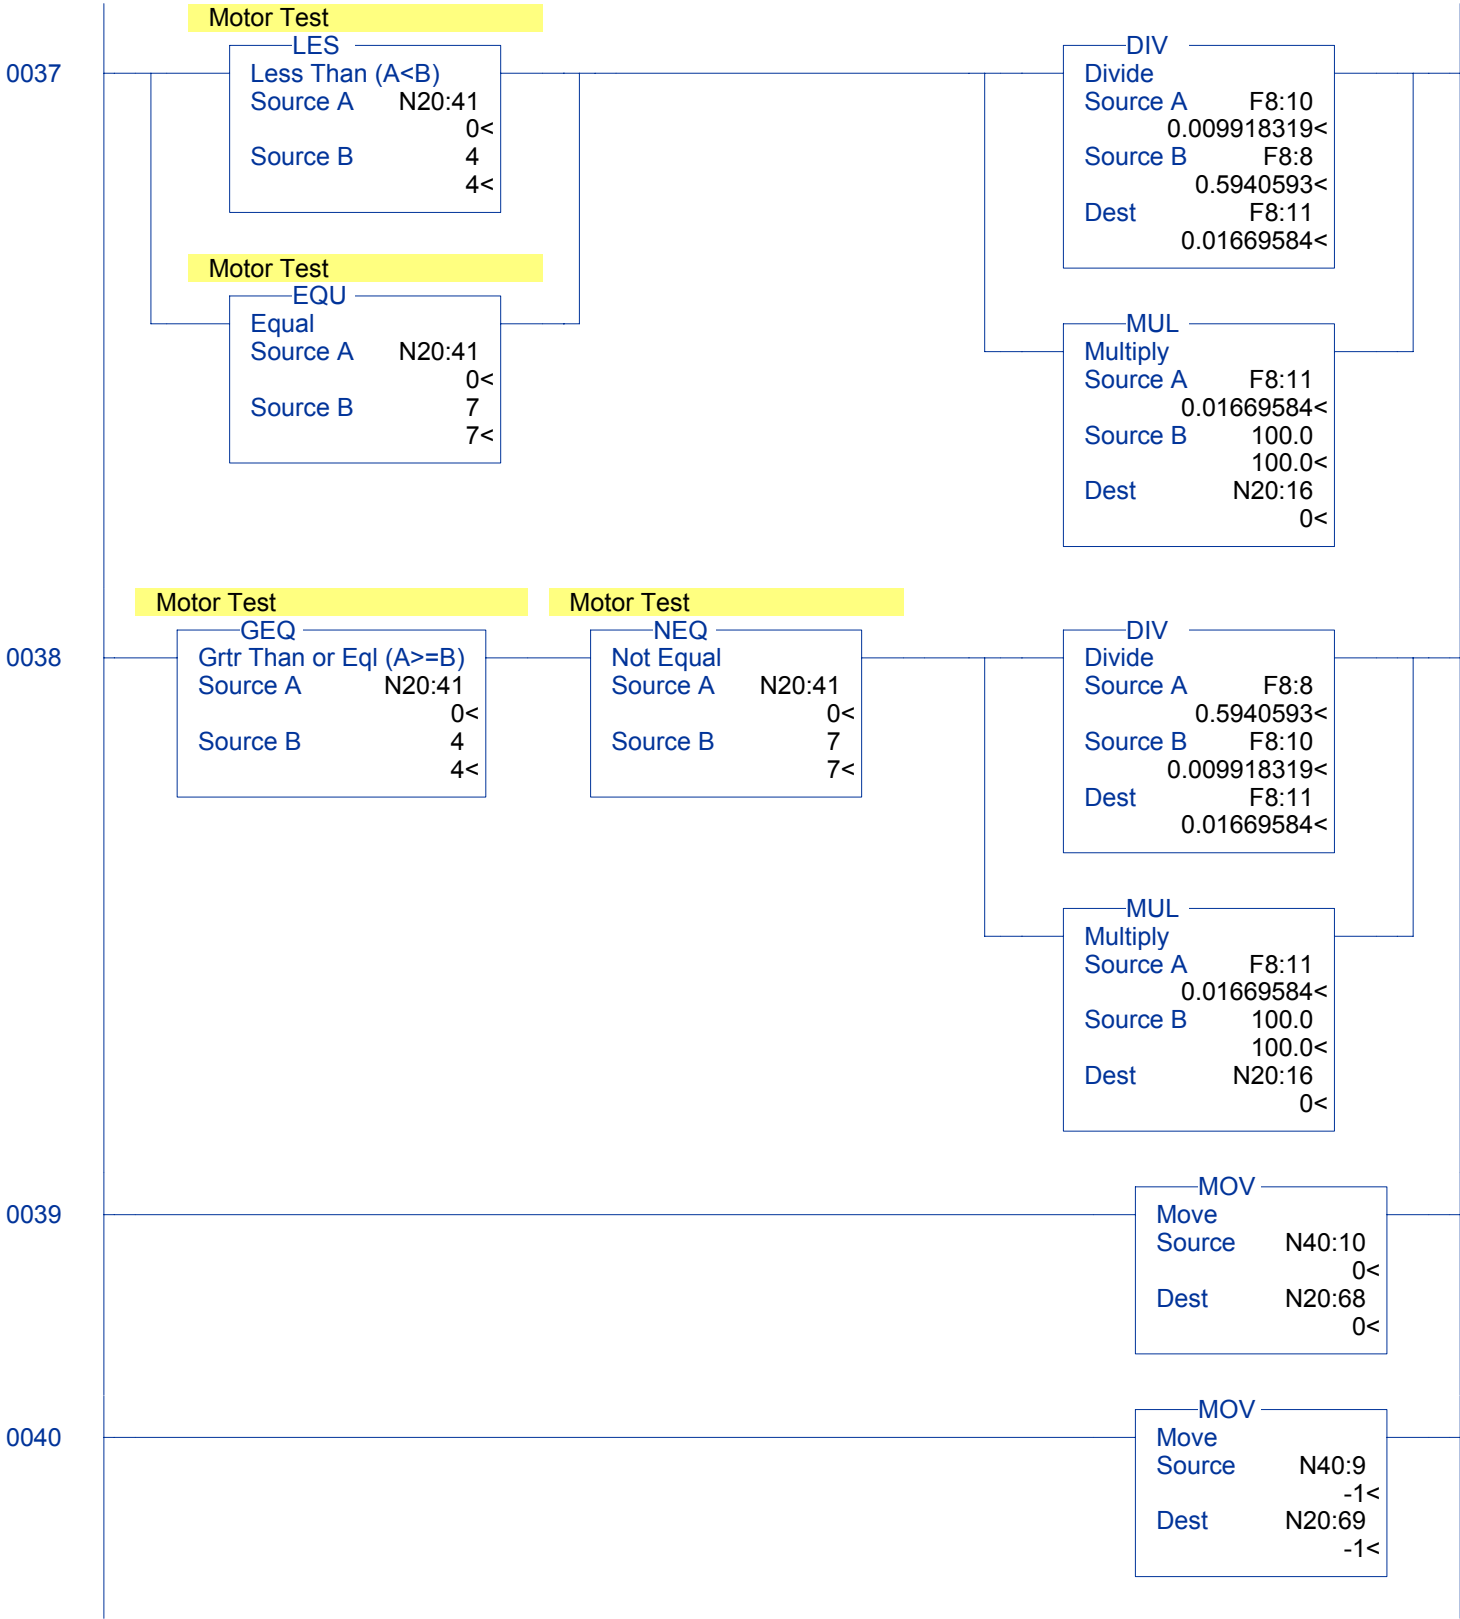 Motor Test
LES
DIV
0037
Less Than (A<B)
Divide
Source A N20:41
Source A F8:10
0<
0.009918319<
Source B 4
Source B F8:8
4<
0.5940593<
Dest F8:11
0.01669584<
Motor Test
EQU
Equal
MUL
Source A N20:41
Multiply
0<
Source A F8:11
Source B 7
0.01669584<
7<
Source B 100.0
100.0<
Dest N20:16
0<
Motor Test
Motor Test
GEQ
NEQ
DIV
0038
Grtr Than or Eql (A>=B)
Not Equal
Divide
Source A N20:41
Source A N20:41
Source A F8:8
0<
0<
0.5940593<
Source B 4
Source B 7
Source B F8:10
4<
7<
0.009918319<
Dest F8:11
0.01669584<
MUL
Multiply
Source A F8:11
0.01669584<
Source B 100.0
100.0<
Dest N20:16
0<
MOV
0039
Move
Source N40:10
0<
Dest N20:68
0<
MOV
0040
Move
Source N40:9
-1<
Dest N20:69
-1<